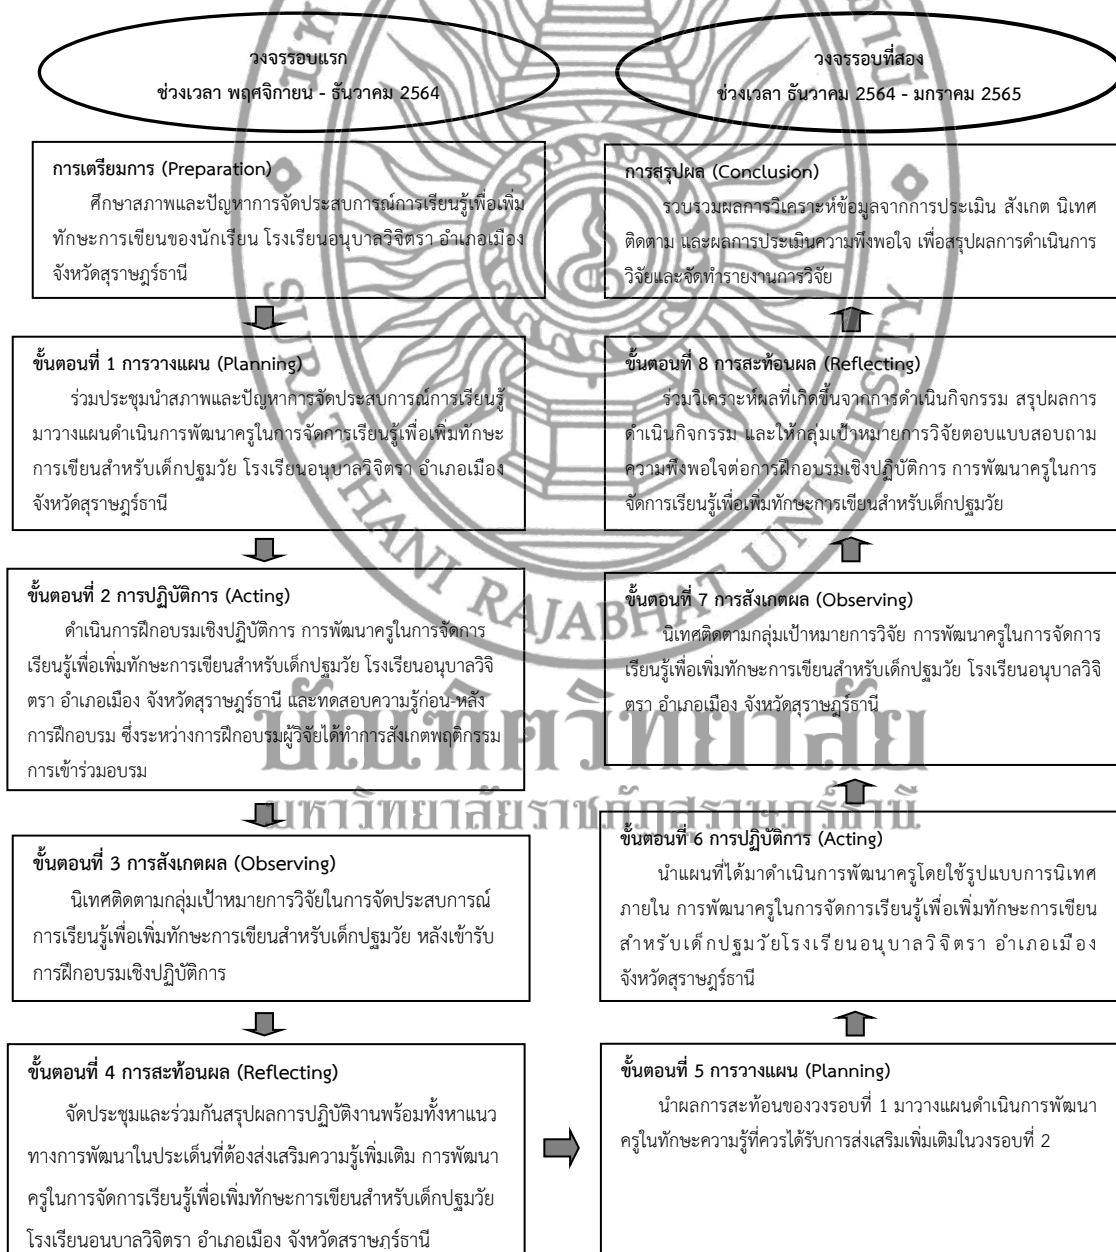 วงจรรอบแรก
ช่วงเวลา พฤศจิกายน - ธันวาคม 2564
การเตรียมการ (Preparation)
ศึกษาสภาพและปัญหาการจัดประสบการณ์การเรียนรู้เพื่อเพิ่ม
ทักษะการเขียนของนักเรียน โรงเรียนอนุบาลวิจิตรา อำเภอเมือง
จังหวัดสุราษฎร์ธานี
ขั้นตอนที่ 1 การวางแผน (Planning)
ร่วมประชุมนำสภาพและปัญหาการจัดประสบการณ์การเรียนรู้
มาวางแผนดำเนินการพัฒนาครูในการจัดการเรียนรู้เพื่อเพิ่มทักษะ
การเขียนสำหรับเด็กปฐมวัย โรงเรียนอนุบาลวิจิตรา อำเภอเมือง
จังหวัดสุราษฎร์ธานี
ขั้นตอนที่ 2 การปฏิบัติการ (Acting)
ดำเนินการฝึกอบรมเชิงปฏิบัติการ การพัฒนาครูในการจัดการ
เรียนรู้เพื่อเพิ่มทักษะการเขียนสำหรับเด็กปฐมวัย โรงเรียนอนุบาลวิจิ
ตรา อำเภอเมือง จังหวัดสุราษฎร์ธานี และทดสอบความรู้ก่อน-หลัง
การฝึกอบรม ซึ่งระหว่างการฝึกอบรมผู้วิจัยได้ทำการสังเกตพฤติกรรม
การเข้าร่วมอบรม
ขั้นตอนที่ 3 การสังเกตผล (Observing)
นิเทศติดตามกลุ่มเป้าหมายการวิจัยในการจัดประสบการณ์
การเรียนรู้เพื่อเพิ่มทักษะการเขียนสำหรับเด็กปฐมวัย หลังเข้ารับ
การฝึกอบรมเชิงปฏิบัติการ
ขั้นตอนที่ 4 การสะท้อนผล (Reflecting)
จัดประชุมและร่วมกันสรุปผลการปฏิบัติงานพร้อมทั้งหาแนว
ทางการพัฒนาในประเด็นที่ต้องส่งเสริมความรู้เพิ่มเติม การพัฒนา
ครูในการจัดการเรียนรู้เพื่อเพิ่มทักษะการเขียนสำหรับเด็กปฐมวัย
โรงเรียนอนุบาลวิจิตรา อำเภอเมือง จังหวัดสุราษฎร์ธานี
วงจรรอบที่สอง
ช่วงเวลา ธันวาคม 2564 - มกราคม 2565
การสรุปผล (Conclusion)
รวบรวมผลการวิเคราะห์ข้อมูลจากการประเมิน สังเกต นิเทศ
ติดตาม และผลการประเมินความพึงพอใจ เพื่อสรุปผลการดำเนินการ
วิจัยและจัดทำรายงานการวิจัย
ขั้นตอนที่ 8 การสะท้อนผล (Reflecting)
ร่วมวิเคราะห์ผลที่เกิดขึ้นจากการดำเนินกิจกรรม สรุปผลการ
ดำเนินกิจกรรม และให้กลุ่มเป้าหมายการวิจัยตอบแบบสอบถาม
ความพึงพอใจต่อการฝึกอบรมเชิงปฏิบัติการ การพัฒนาครูในการ
จัดการเรียนรู้เพื่อเพิ่มทักษะการเขียนสำหรับเด็กปฐมวัย
ขั้นตอนที่ 7 การสังเกตผล (Observing)
นิเทศติดตามกลุ่มเป้าหมายการวิจัย การพัฒนาครูในการจัดการ
เรียนรู้เพื่อเพิ่มทักษะการเขียนสำหรับเด็กปฐมวัย โรงเรียนอนุบาลวิจิ
ตรา อำเภอเมือง จังหวัดสุราษฎร์ธานี
ขั้นตอนที่ 6 การปฏิบัติการ (Acting)
นำแผนที่ได้มาดำเนินการพัฒนาครูโดยใช้รูปแบบการนิเทศ
ภายใน การพัฒนาครูในการจัดการเรียนรู้เพื่อเพิ่มทักษะการเขียน
สำหรับเด็กปฐมวัยโรงเรียนอนุบาลวิจิตรา อำเภอเมือง
จังหวัดสุราษฎร์ธานี
ขั้นตอนที่ 5 การวางแผน (Planning)
นำผลการสะท้อนของวงรอบที่ 1 มาวางแผนดำเนินการพัฒนา
ครูในทักษะความรู้ที่ควรได้รับการส่งเสริมเพิ่มเติมในวงรอบที่ 2
SURATTHANI RAJABHAT UNIVERSITY
บัณฑิตวิทยาลัย
มหาวิทยาลัยราชภัฏสุราษฎร์ธานี